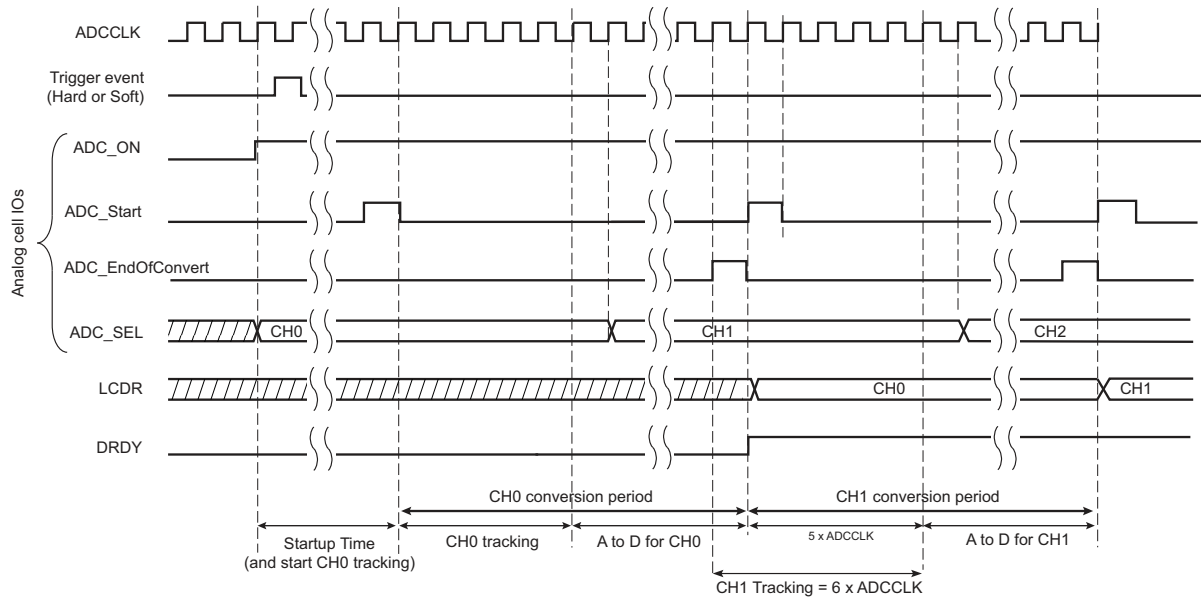 ADCCLK
Trigger event
(Hard or Soft)
Analog cell IOs
ADC_ON
ADC_Start
ADC_EndOfConvert
ADC_SEL
CH0
CH1
CH2
LCDR
CH0
CH1
DRDY
CH0 conversion period
CH1 conversion period
Startup Time
(and start CH0 tracking)
CH0 tracking
A to D for CH0
5 x ADCCLK
A to D for CH1
CH1 Tracking = 6 x ADCCLK